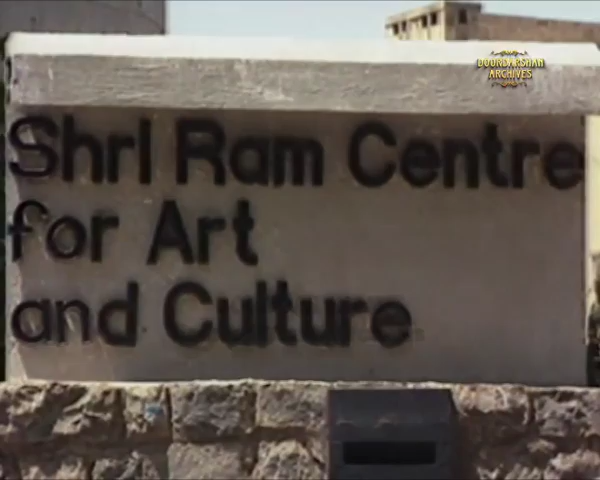 DOORDARSHAN
ARCHIVES
Shri Ram Centre
for Art
and Culture